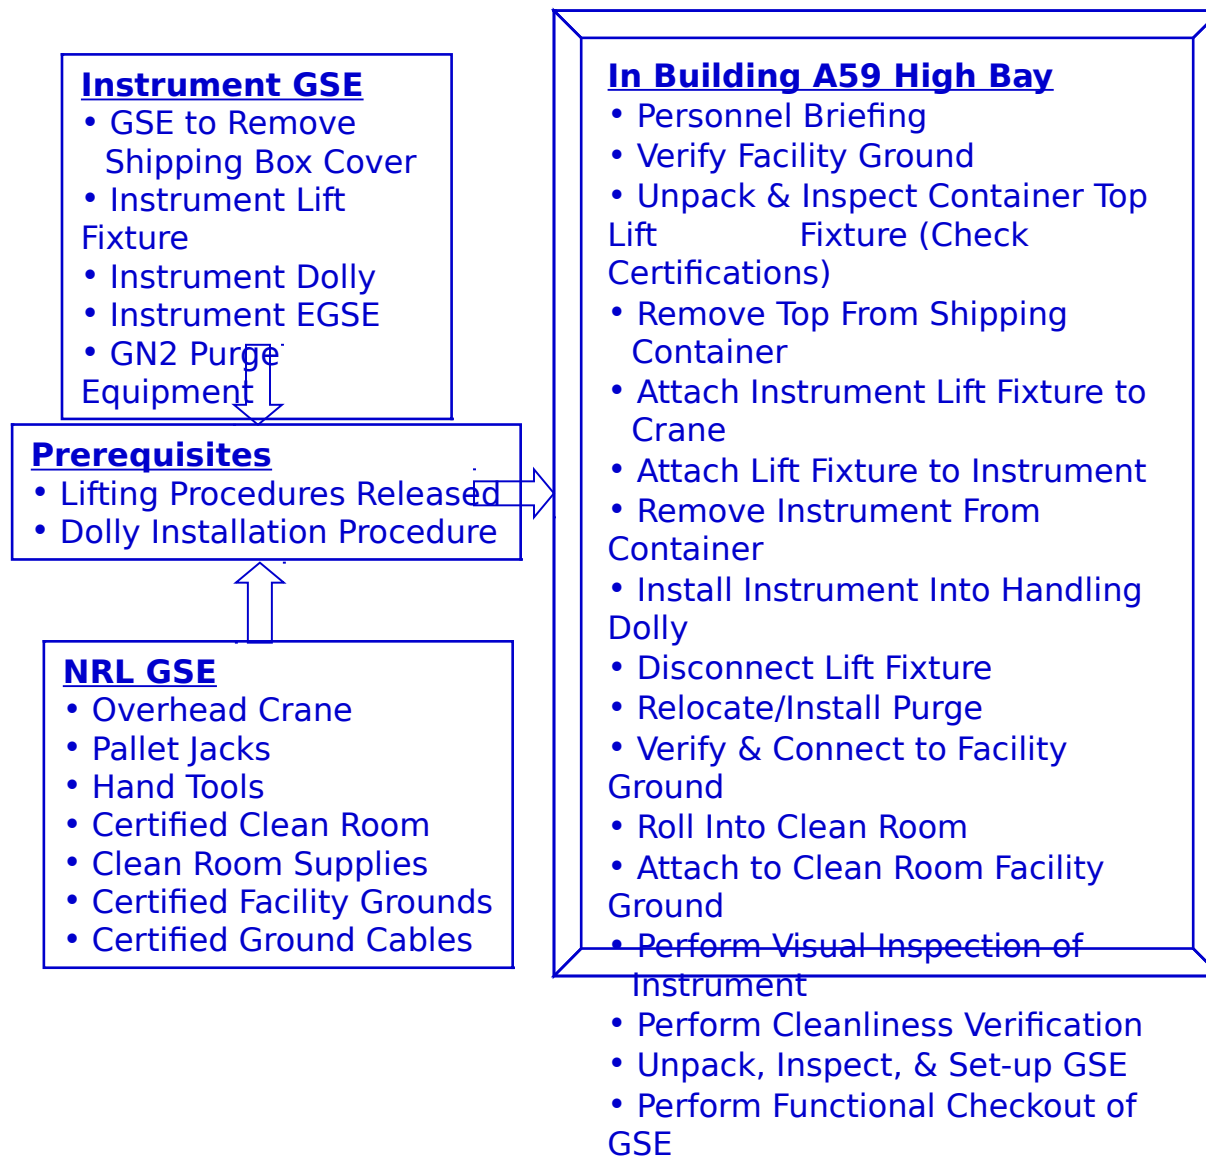 Instrument GSE
• GSE to Remove
Shipping Box Cover
• Instrument Lift
Fixture
• Instrument Dolly
• Instrument EGSE
• GN2 Purge
Equipment
Prerequisites
• Lifting Procedures Released
• Dolly Installation Procedure
NRL GSE
• Overhead Crane
• Pallet Jacks
• Hand Tools
• Certified Clean Room
• Clean Room Supplies
• Certified Facility Grounds
• Certified Ground Cables
In Building A59 High Bay
• Personnel Briefing
• Verify Facility Ground
• Unpack & Inspect Container Top
Lift Fixture (Check
Certifications)
• Remove Top From Shipping
Container
• Attach Instrument Lift Fixture to
Crane
• Attach Lift Fixture to Instrument
• Remove Instrument From
Container
• Install Instrument Into Handling
Dolly
• Disconnect Lift Fixture
• Relocate/Install Purge
• Verify & Connect to Facility
Ground
• Roll Into Clean Room
• Attach to Clean Room Facility
Ground
• Perform Visual Inspection of
Instrument
• Perform Cleanliness Verification
• Unpack, Inspect, & Set-up GSE
• Perform Functional Checkout of
GSE